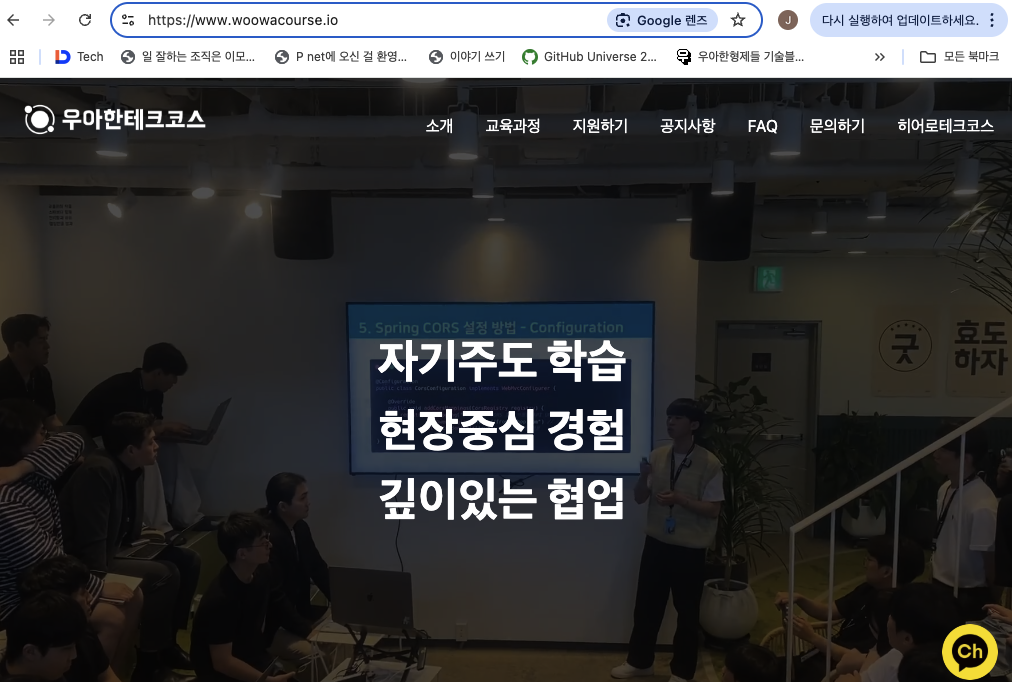 https://www.woowacourse.io
Google 렌즈
J
다시 실행하여 업데이트하세요.
Tech
일 잘하는 조직은 이모...
P net에 오신 걸 환영...
이야기 쓰기
GitHub Universe 2...
우아한형제들 기술블...
모든 북마크
우아한테크코스
소개
교육과정
지원하기
공지사항
FAQ
문의하기
히어로테크코스
5. Spring CORS 설정 방법 - Configuration
자기주도 학습
현장중심 경험
깊이있는 협업
굿
효도
하자
Ch